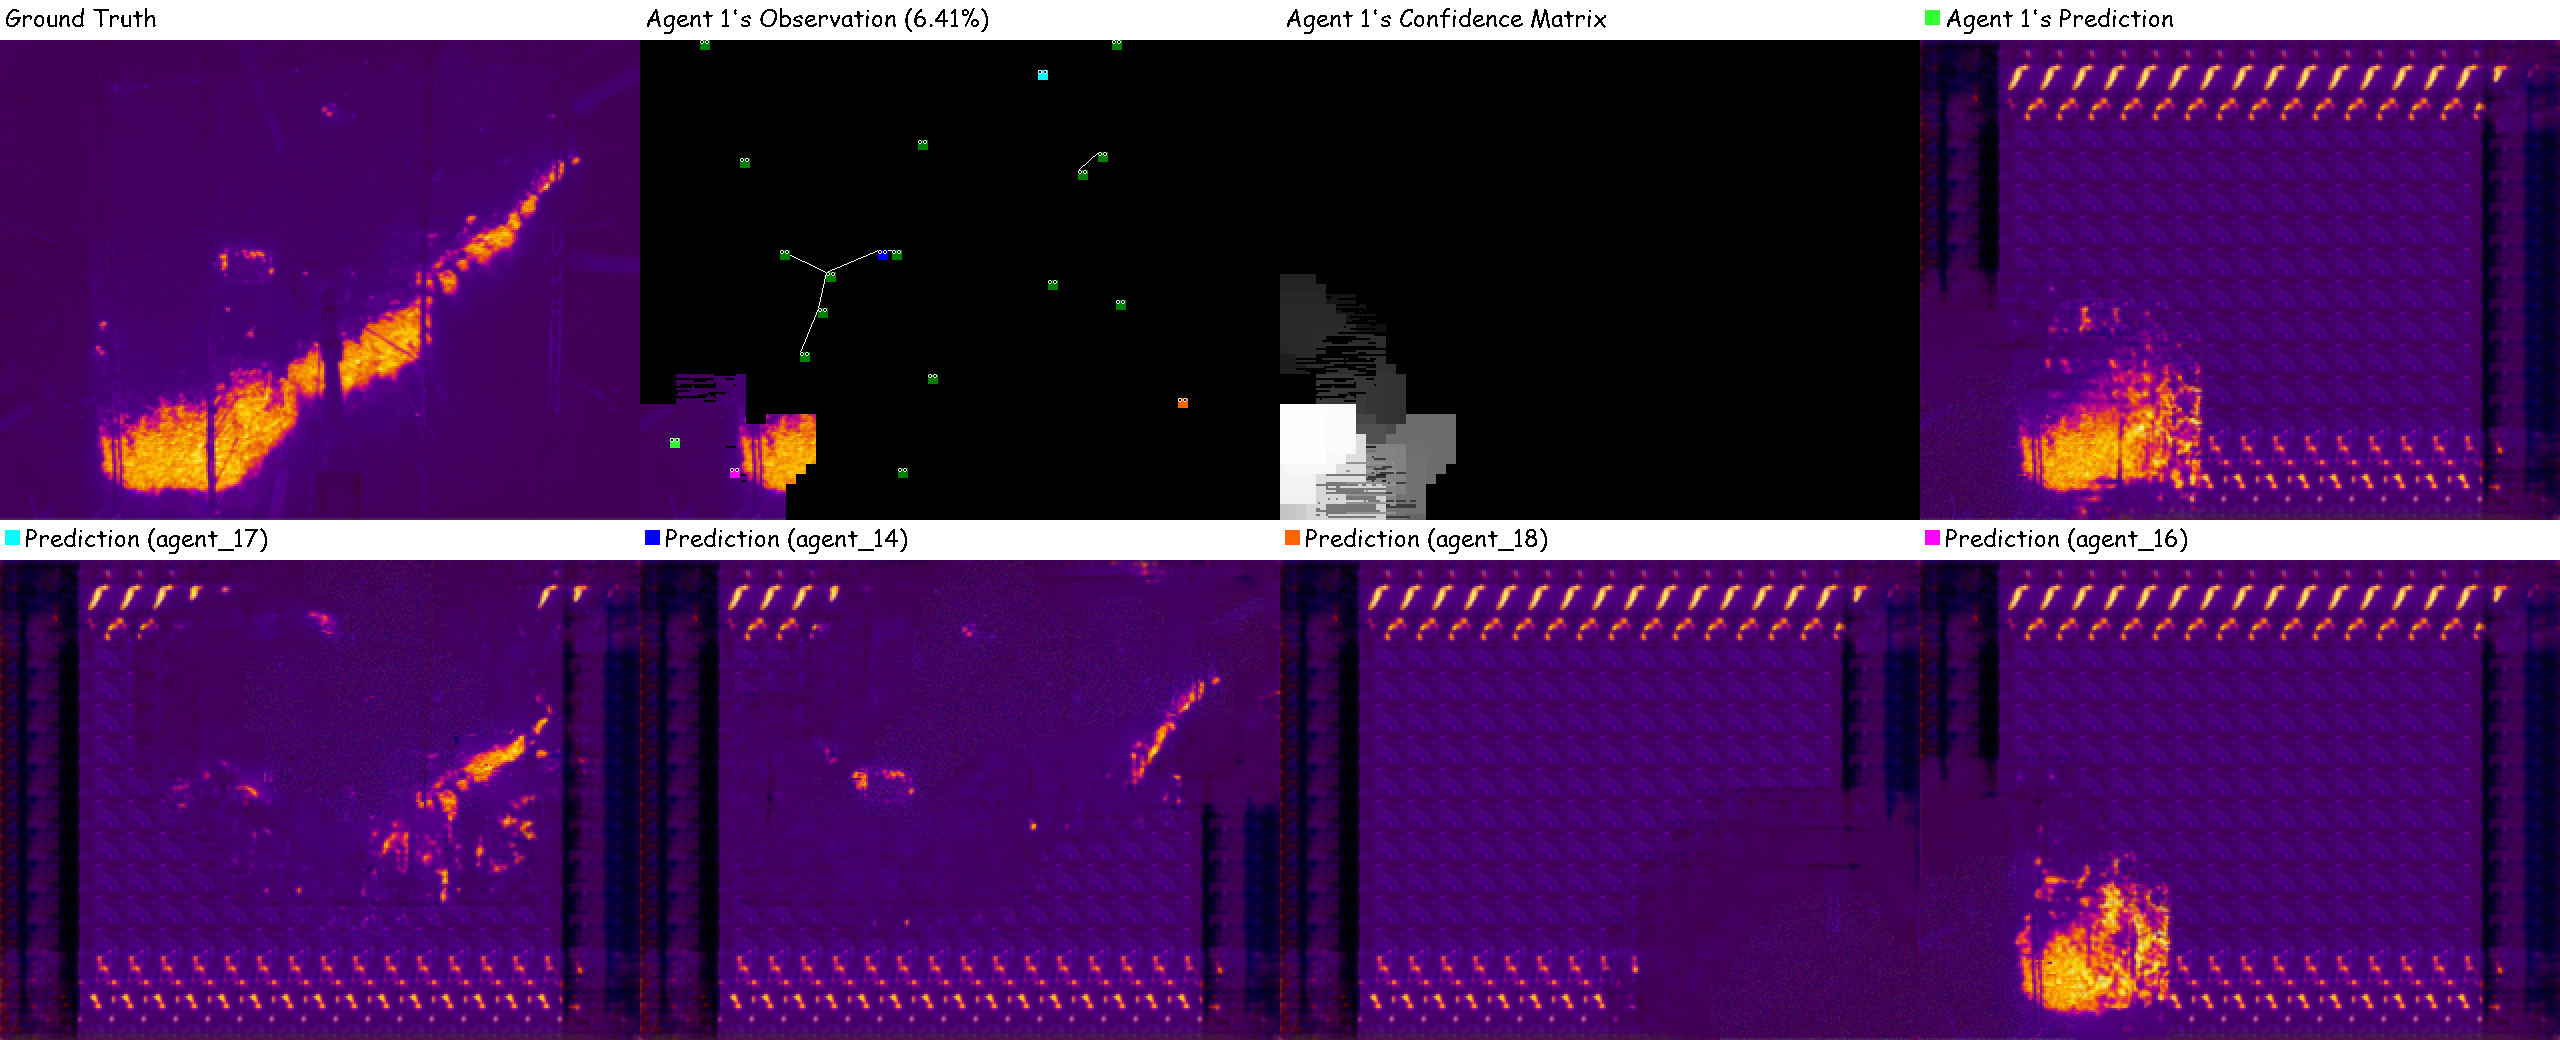 Ground Truth
Agent 1's Observation (6.41%)
Agent 1's Confidence Matrix
Agent 1's Prediction
Prediction (agent_17)
Prediction (agent_14)
Prediction (agent_18)
Prediction (agent_16)